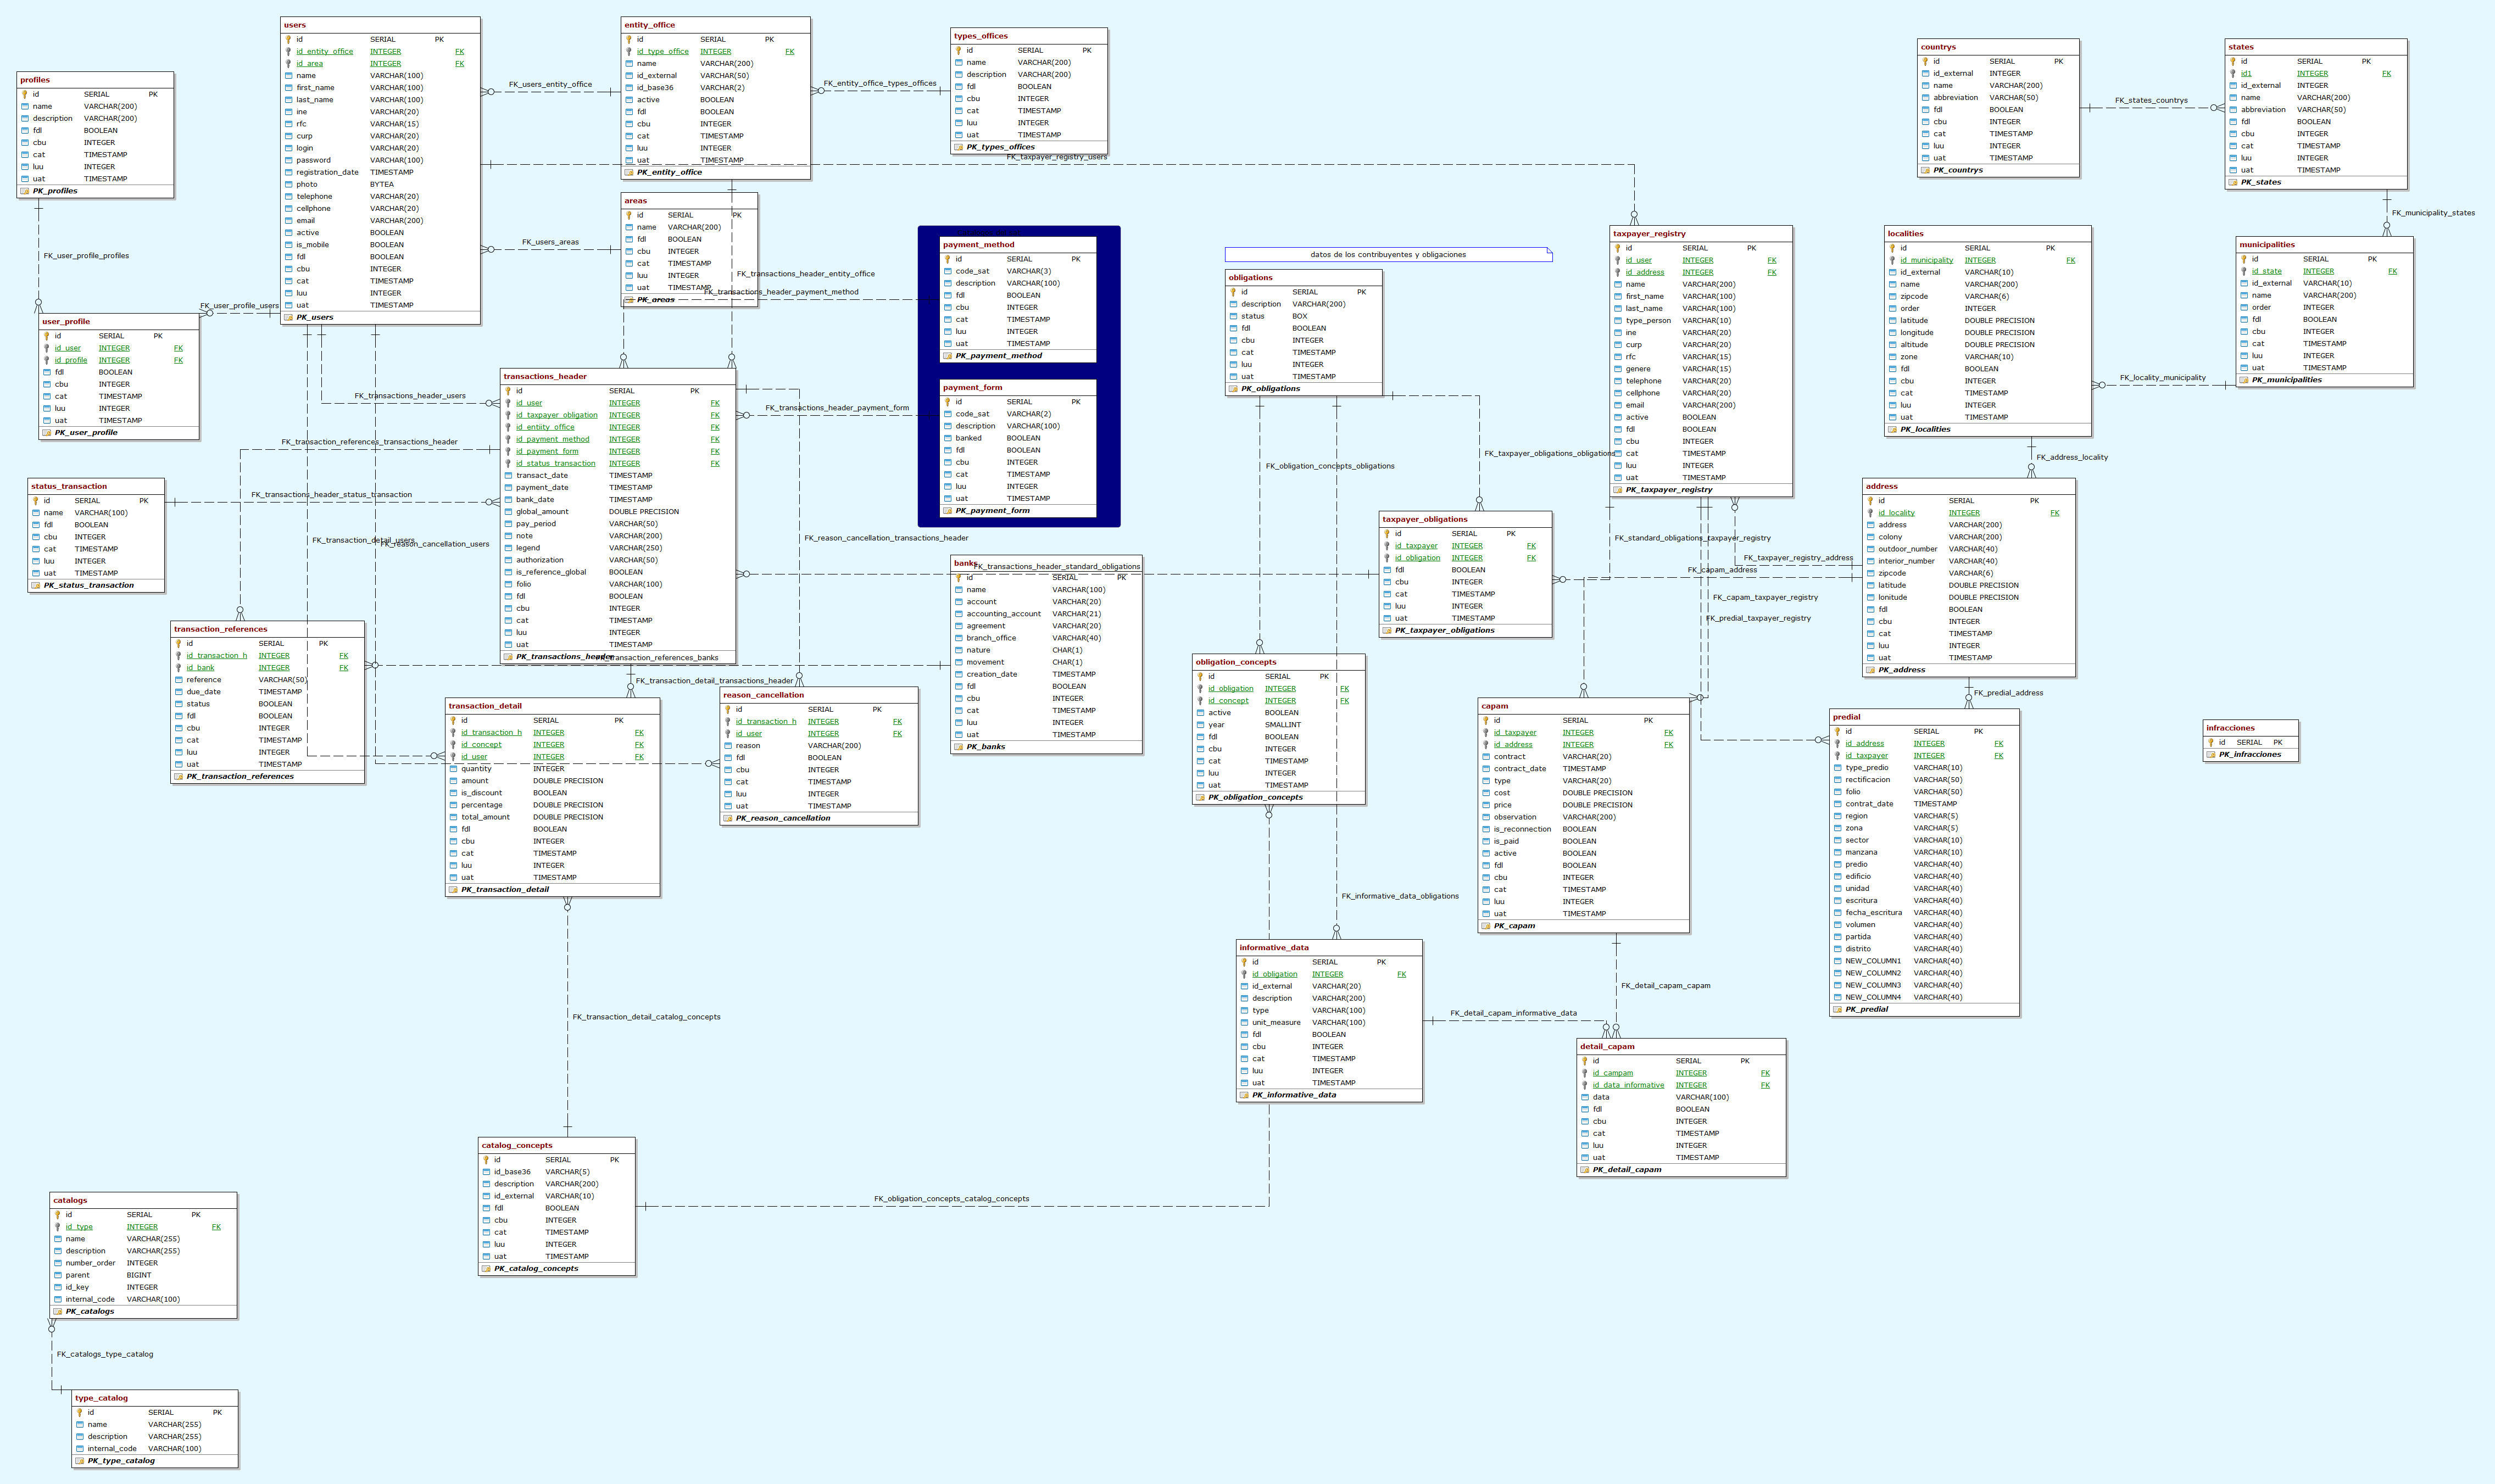 users
id SERIAL PK
id_entity_office INTEGER FK
id_area INTEGER FK
name VARCHAR(100)
first_name VARCHAR(100)
last_name VARCHAR(100)
ine VARCHAR(20)
rfc VARCHAR(15)
curp VARCHAR(20)
login VARCHAR(20)
password VARCHAR(100)
registration_date TIMESTAMP
photo BYTEA
telephone VARCHAR(20)
cellphone VARCHAR(20)
email VARCHAR(200)
active BOOLEAN
is_mobile BOOLEAN
fdl BOOLEAN
cbu INTEGER
cat TIMESTAMP
luu INTEGER
uat TIMESTAMP
PK_users
entity_office
id SERIAL PK
id_type_office INTEGER FK
name VARCHAR(200)
id_external VARCHAR(50)
id_base36 VARCHAR(2)
active BOOLEAN
fdl BOOLEAN
cbu INTEGER
cat TIMESTAMP
luu INTEGER
uat TIMESTAMP
PK_entity_office
types_offices
id SERIAL PK
name VARCHAR(200)
description VARCHAR(200)
fdl BOOLEAN
cbu INTEGER
cat TIMESTAMP
luu INTEGER
uat TIMESTAMP
PK_types_offices
countrys
id SERIAL PK
id_external INTEGER
name VARCHAR(200)
abbreviation VARCHAR(50)
fdl BOOLEAN
cbu INTEGER
cat TIMESTAMP
luu INTEGER
uat TIMESTAMP
PK_countrys
states
id SERIAL PK
id1 INTEGER FK
id_external INTEGER
name VARCHAR(200)
abbreviation VARCHAR(50)
fdl BOOLEAN
cbu INTEGER
cat TIMESTAMP
luu INTEGER
uat TIMESTAMP
PK_states
profiles
id SERIAL PK
name VARCHAR(200)
description VARCHAR(200)
fdl BOOLEAN
cbu INTEGER
cat TIMESTAMP
luu INTEGER
uat TIMESTAMP
PK_profiles
FK_users_entity_office
FK_entity_office_types_offices
FK_states_countrys
FK_taxpayer_registry_users
FK_municipality_states
areas
id SERIAL PK
name VARCHAR(200)
fdl BOOLEAN
cbu INTEGER
cat TIMESTAMP
luu INTEGER
uat TIMESTAMP
PK_areas
FK_users_areas
FK_user_profile_profiles
FK_transactions_header_entity_office
FK_transactions_header_payment_method
FK_user_profile_users
payment_method
id SERIAL PK
code_sat VARCHAR(3)
description VARCHAR(100)
fdl BOOLEAN
cbu INTEGER
cat TIMESTAMP
luu INTEGER
uat TIMESTAMP
PK_payment_method
payment_form
id SERIAL PK
code_sat VARCHAR(2)
description VARCHAR(100)
banked BOOLEAN
fdl BOOLEAN
cbu INTEGER
cat TIMESTAMP
luu INTEGER
uat TIMESTAMP
PK_payment_form
datos de los contribuyentes y obligaciones
obligations
id SERIAL PK
description VARCHAR(200)
status BOX
fdl BOOLEAN
cbu INTEGER
cat TIMESTAMP
luu INTEGER
uat TIMESTAMP
PK_obligations
taxpayer_registry
id SERIAL PK
id_user INTEGER FK
id_address INTEGER FK
name VARCHAR(200)
first_name VARCHAR(100)
last_name VARCHAR(100)
type_person VARCHAR(10)
ine VARCHAR(20)
curp VARCHAR(20)
rfc VARCHAR(15)
genere VARCHAR(15)
telephone VARCHAR(20)
cellphone VARCHAR(20)
email VARCHAR(200)
active BOOLEAN
fdl BOOLEAN
cbu INTEGER
cat TIMESTAMP
luu INTEGER
uat TIMESTAMP
PK_taxpayer_registry
localities
id SERIAL PK
id_municipality INTEGER FK
id_external VARCHAR(10)
name VARCHAR(200)
zipcode VARCHAR(6)
order INTEGER
latitude DOUBLE PRECISION
longitude DOUBLE PRECISION
altitude DOUBLE PRECISION
zone VARCHAR(10)
fdl BOOLEAN
cbu INTEGER
cat TIMESTAMP
luu INTEGER
uat TIMESTAMP
PK_localities
municipalities
id SERIAL PK
id_state INTEGER FK
id_external VARCHAR(10)
name VARCHAR(200)
order INTEGER
fdl BOOLEAN
cbu INTEGER
cat TIMESTAMP
luu INTEGER
uat TIMESTAMP
PK_municipalities
FK_locality_municipality
user_profile
id SERIAL PK
id_user INTEGER FK
id_profile INTEGER FK
fdl BOOLEAN
cbu INTEGER
cat TIMESTAMP
luu INTEGER
uat TIMESTAMP
PK_user_profile
transactions_header
id SERIAL PK
id_user INTEGER FK
id_taxpayer_obligation INTEGER FK
id_entiity_office INTEGER FK
id_payment_method INTEGER FK
id_payment_form INTEGER FK
id_status_transaction INTEGER FK
transact_date TIMESTAMP
payment_date TIMESTAMP
bank_date TIMESTAMP
global_amount DOUBLE PRECISION
pay_period VARCHAR(50)
note VARCHAR(200)
legend VARCHAR(250)
authorization VARCHAR(50)
is_reference_global BOOLEAN
folio VARCHAR(100)
fdl BOOLEAN
cbu INTEGER
cat TIMESTAMP
luu INTEGER
uat TIMESTAMP
PK_transactions_header
FK_transactions_header_users
FK_transactions_header_payment_form
FK_transaction_references_transactions_header
FK_transactions_header_status_transaction
FK_transaction_detail_users
FK_reason_cancellation_users
FK_reason_cancellation_transactions_header
FK_obligation_concepts_obligations
FK_taxpayer_obligations_obligations
FK_address_locality
status_transaction
id SERIAL PK
name VARCHAR(100)
fdl BOOLEAN
cbu INTEGER
cat TIMESTAMP
luu INTEGER
uat TIMESTAMP
PK_status_transaction
banks
FK_transactions_header_standard_obligations
id SERIAL PK
name VARCHAR(100)
account VARCHAR(20)
accounting_account VARCHAR(21)
agreement VARCHAR(20)
branch_office VARCHAR(40)
nature CHAR(1)
movement CHAR(1)
creation_date TIMESTAMP
fdl BOOLEAN
cbu INTEGER
cat TIMESTAMP
luu INTEGER
uat TIMESTAMP
PK_banks
taxpayer_obligations
id SERIAL PK
id_taxpayer INTEGER FK
id_obligation INTEGER FK
fdl BOOLEAN
cbu INTEGER
cat TIMESTAMP
luu INTEGER
uat TIMESTAMP
PK_taxpayer_obligations
FK_standard_obligations_taxpayer_registry
FK_taxpayer_registry_address
FK_capam_address
FK_capam_taxpayer_registry
FK_predial_taxpayer_registry
address
id SERIAL PK
id_locality INTEGER FK
address VARCHAR(200)
colony VARCHAR(200)
outdoor_number VARCHAR(40)
interior_number VARCHAR(40)
zipcode VARCHAR(6)
latitude DOUBLE PRECISION
lonitude DOUBLE PRECISION
fdl BOOLEAN
cbu INTEGER
cat TIMESTAMP
luu INTEGER
uat TIMESTAMP
PK_address
FK_predial_address
transaction_references
id SERIAL PK
id_transaction_h INTEGER FK
id_bank INTEGER FK
reference VARCHAR(50)
due_date TIMESTAMP
status BOOLEAN
fdl BOOLEAN
cbu INTEGER
cat TIMESTAMP
luu INTEGER
uat TIMESTAMP
PK_transaction_references
FK_transaction_references_banks
FK_transaction_detail_transactions_header
transaction_detail
id SERIAL PK
id_transaction_h INTEGER FK
id_concept INTEGER FK
id_user INTEGER FK
quantity INTEGER
amount DOUBLE PRECISION
is_discount BOOLEAN
percentage DOUBLE PRECISION
total_amount DOUBLE PRECISION
fdl BOOLEAN
cbu INTEGER
cat TIMESTAMP
luu INTEGER
uat TIMESTAMP
PK_transaction_detail
reason_cancellation
id SERIAL PK
id_transaction_h INTEGER FK
id_user INTEGER FK
reason VARCHAR(200)
fdl BOOLEAN
cbu INTEGER
cat TIMESTAMP
luu INTEGER
uat TIMESTAMP
PK_reason_cancellation
obligation_concepts
id SERIAL PK
id_obligation INTEGER FK
id_concept INTEGER FK
active BOOLEAN
year SMALLINT
fdl BOOLEAN
cbu INTEGER
cat TIMESTAMP
luu INTEGER
uat TIMESTAMP
PK_obligation_concepts
capam
id SERIAL PK
id_taxpayer INTEGER FK
id_address INTEGER FK
contract VARCHAR(20)
contract_date TIMESTAMP
type VARCHAR(20)
cost DOUBLE PRECISION
price DOUBLE PRECISION
observation VARCHAR(200)
is_reconnection BOOLEAN
is_paid BOOLEAN
active BOOLEAN
fdl BOOLEAN
cbu INTEGER
cat TIMESTAMP
luu INTEGER
uat TIMESTAMP
PK_capam
predial
id SERIAL PK
id_address INTEGER FK
id_taxpayer INTEGER FK
type_predio VARCHAR(10)
rectificacion VARCHAR(50)
folio VARCHAR(50)
contrat_date TIMESTAMP
region VARCHAR(5)
zona VARCHAR(5)
sector VARCHAR(10)
manzana VARCHAR(10)
predio VARCHAR(40)
edificio VARCHAR(40)
unidad VARCHAR(40)
escritura VARCHAR(40)
fecha_escritura VARCHAR(40)
volumen VARCHAR(40)
partida VARCHAR(40)
distrito VARCHAR(40)
NEW_COLUMN1 VARCHAR(40)
NEW_COLUMN2 VARCHAR(40)
NEW_COLUMN3 VARCHAR(40)
NEW_COLUMN4 VARCHAR(40)
PK_predial
infracciones
id SERIAL PK
PK_infracciones
FK_informative_data_obligations
informative_data
id SERIAL PK
id_obligation INTEGER FK
id_external VARCHAR(20)
description VARCHAR(200)
type VARCHAR(100)
unit_measure VARCHAR(100)
fdl BOOLEAN
cbu INTEGER
cat TIMESTAMP
luu INTEGER
uat TIMESTAMP
PK_informative_data
FK_detail_capam_capam
FK_detail_capam_informative_data
FK_transaction_detail_catalog_concepts
detail_capam
id SERIAL PK
id_campam INTEGER FK
id_data_informative INTEGER FK
data VARCHAR(100)
fdl BOOLEAN
cbu INTEGER
cat TIMESTAMP
luu INTEGER
uat TIMESTAMP
PK_detail_capam
catalog_concepts
id SERIAL PK
id_base36 VARCHAR(5)
description VARCHAR(200)
id_external VARCHAR(10)
fdl BOOLEAN
cbu INTEGER
cat TIMESTAMP
luu INTEGER
uat TIMESTAMP
PK_catalog_concepts
FK_obligation_concepts_catalog_concepts
catalogs
id SERIAL PK
id_type INTEGER FK
name VARCHAR(255)
description VARCHAR(255)
number_order INTEGER
parent BIGINT
id_key INTEGER
internal_code VARCHAR(100)
PK_catalogs
FK_catalogs_type_catalog
type_catalog
id SERIAL PK
name VARCHAR(255)
description VARCHAR(255)
internal_code VARCHAR(100)
PK_type_catalog